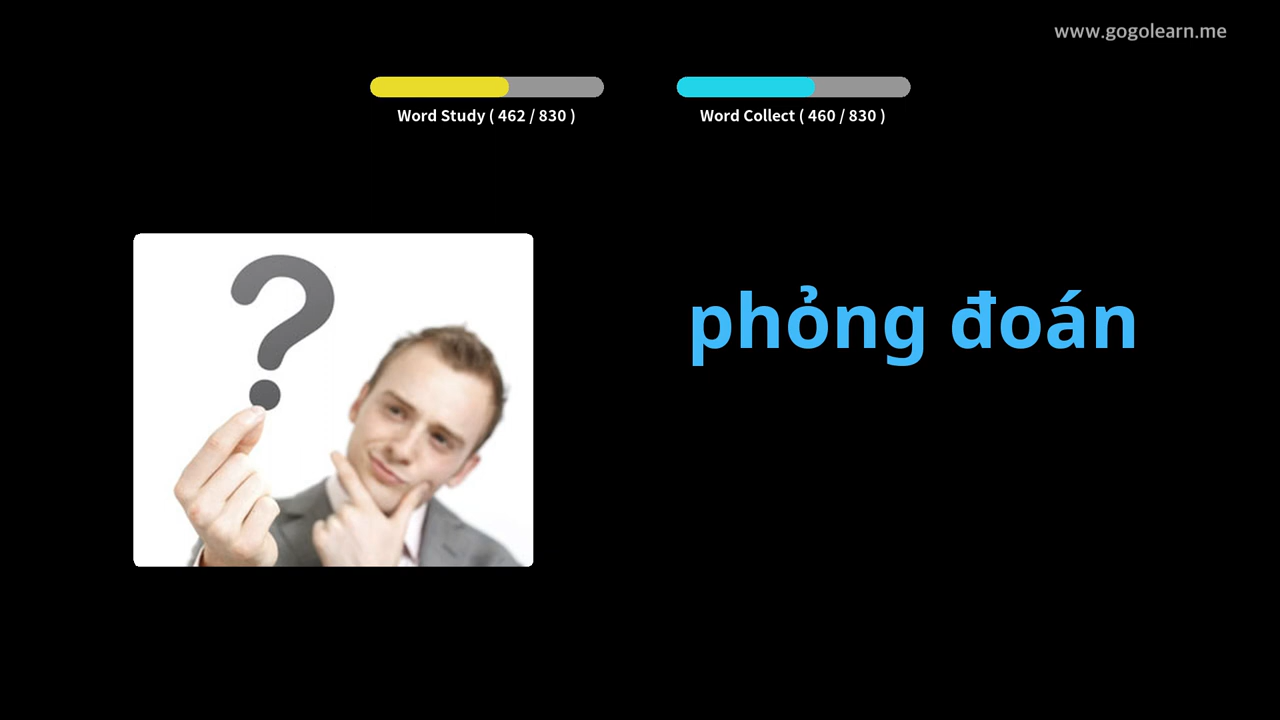 www.gogolearn.me
Word Study ( 462 / 830 )
Word Collect ( 460 / 830 )
?
phỏng đoán